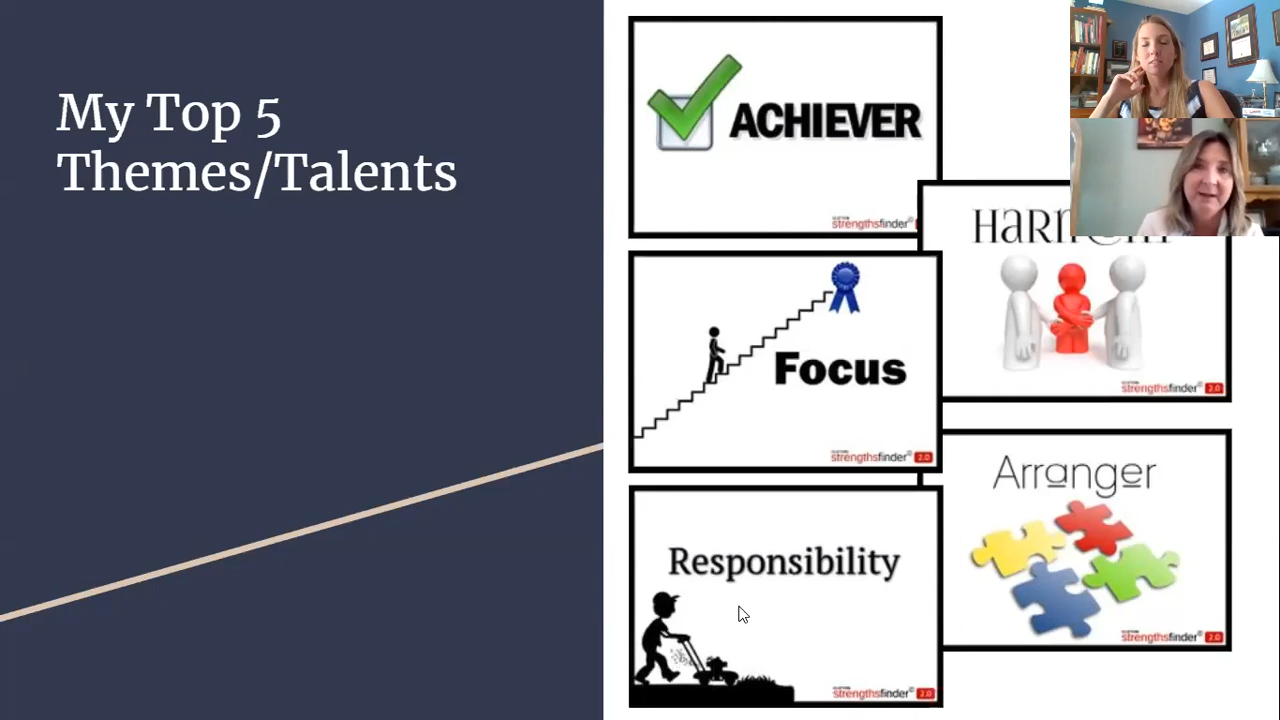 My Top 5
Themes/Talents
ACHIEVER
strengthsfinder
Focus
strengthsfinder 2.0
Responsibility
strengthsfinder 2.0
strengthsfinder 2.0
Arranger
strengthsfinder 2.0